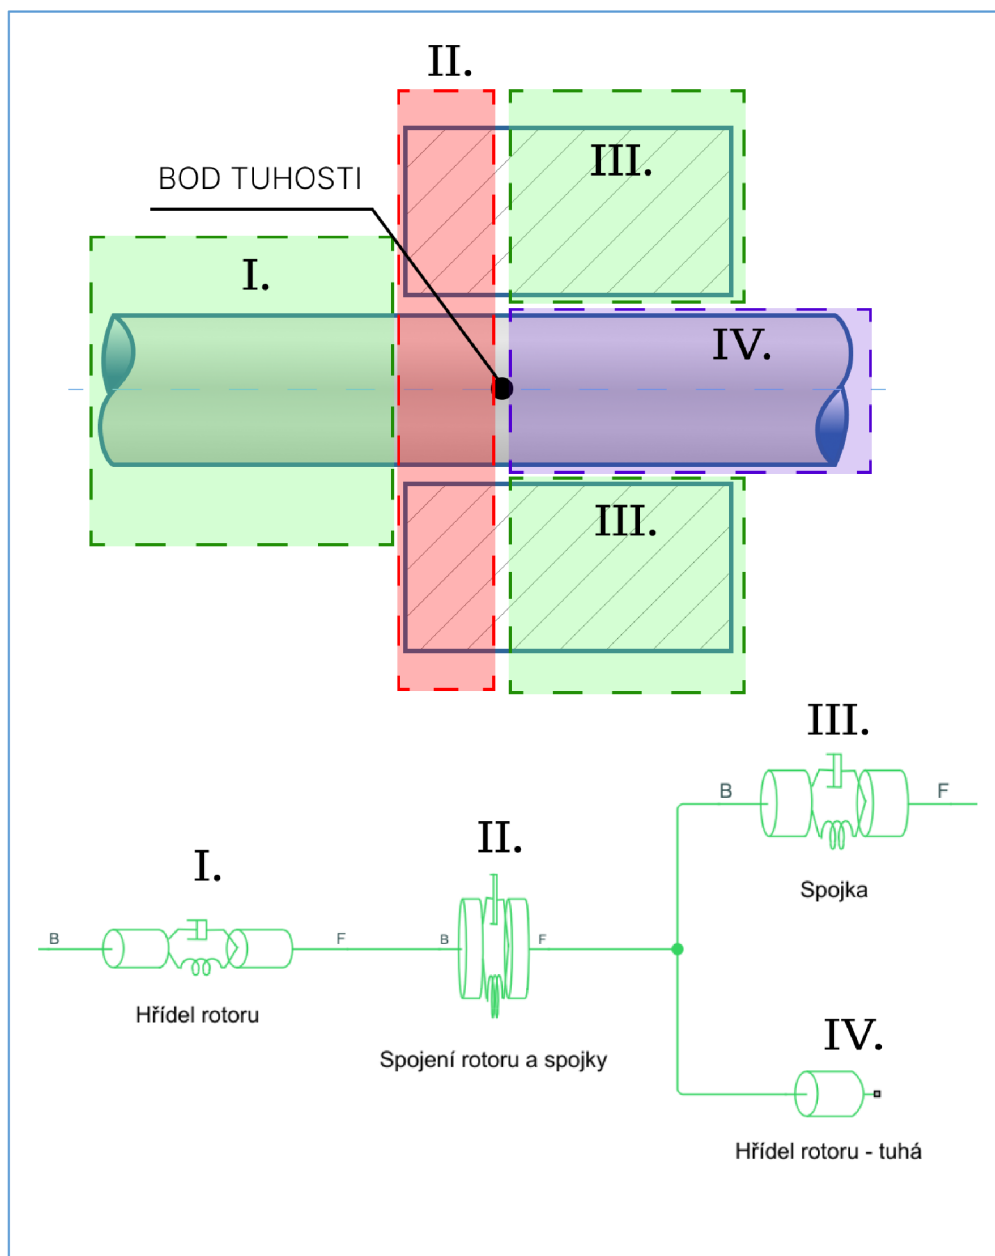 II.
III.
BOD TUHOSTI
I.
IV.
III.
III.
B
F
II.
I.
Spojka
B
F
B
F
Hřídel rotoru
IV.
Spojení rotoru a spojky
Hřídel rotoru - tuhá